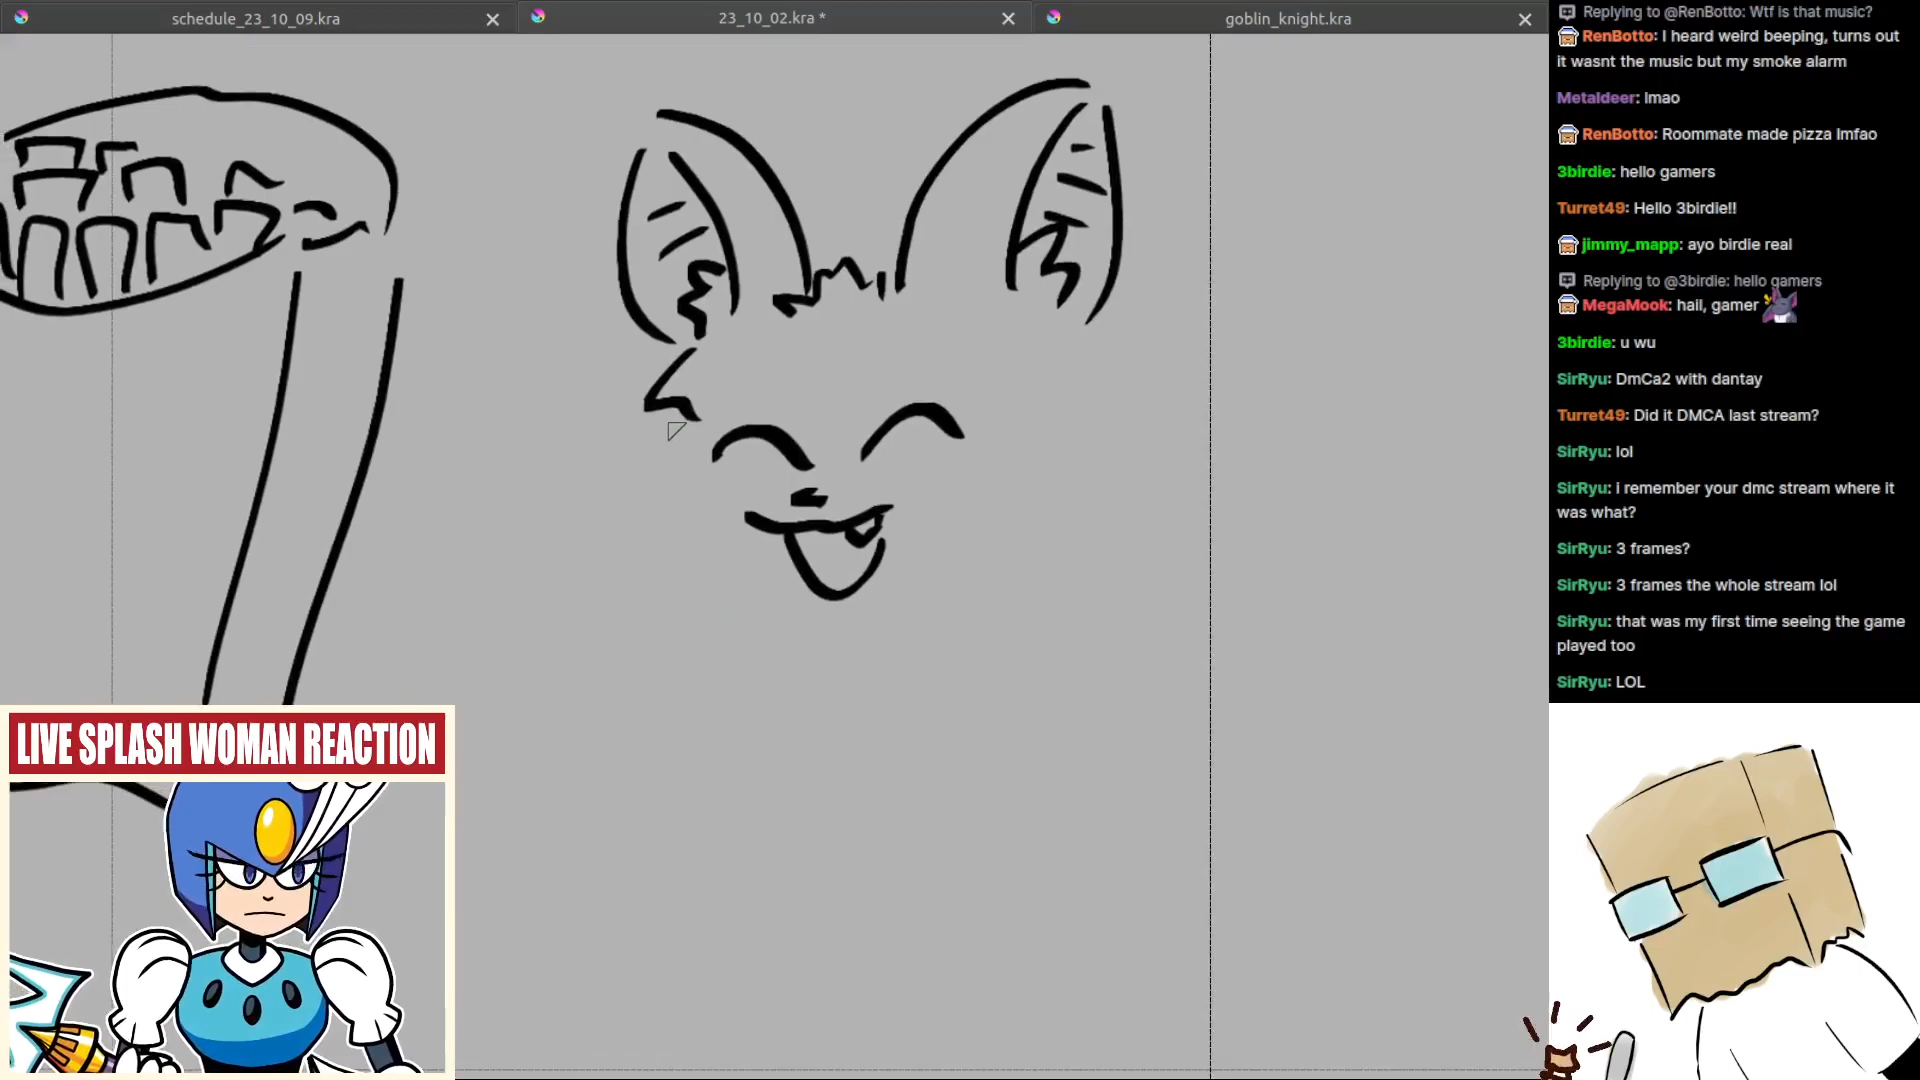 schedule_23_10_09.kra
23_10_02.kra *
goblin_knight.kra
Replying to @RenBotto: Wtf is that music?
RenBotto: I heard weird beeping, turns out
it wasnt the music but my smoke alarm
Metaldeer: lmao
RenBotto: Roommate made pizza lmfao
3birdie: hello gamers
Turret49: Hello 3birdie!!
jimmy_mapp: ayo birdie real
Replying to @3birdie: hello gamers
MegaMook: hail, gamer
3birdie: u wu
SirRyu: DmCa2 with dantay
Turret49: Did it DMCA last stream?
SirRyu: lol
SirRyu: i remember your dmc stream where it
was what?
SirRyu: 3 frames?
SirRyu: 3 frames the whole stream lol
SirRyu: that was my first time seeing the game
played too
SirRyu: LOL
LIVE SPLASH WOMAN REACTION